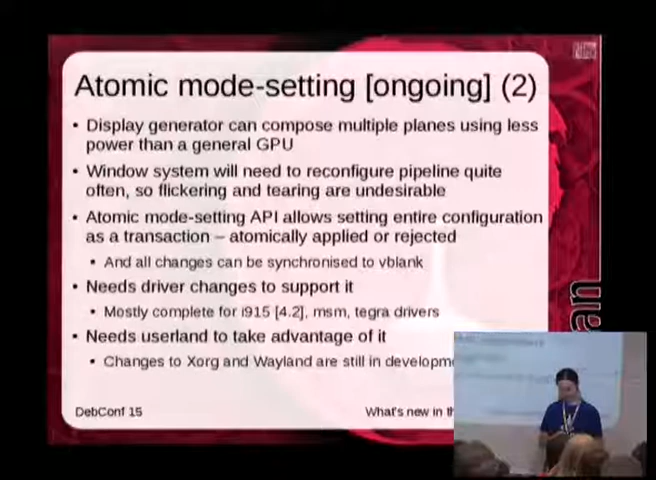 Atomic mode-setting [ongoing] (2)
• Display generator can compose multiple planes using less
power than a general GPU
• Window system will need to reconfigure pipeline quite
often, so flickering and tearing are undesirable
• Atomic mode-setting API allows setting entire configuration
as a transaction – atomically applied or rejected
• And all changes can be synchronised to vblank
• Needs driver changes to support it
• Mostly complete for i915 [4.2], msm, tegra drivers
• Needs userland to take advantage of it
• Changes to Xorg and Wayland are still in developme
DebConf 15
What's new in th
an